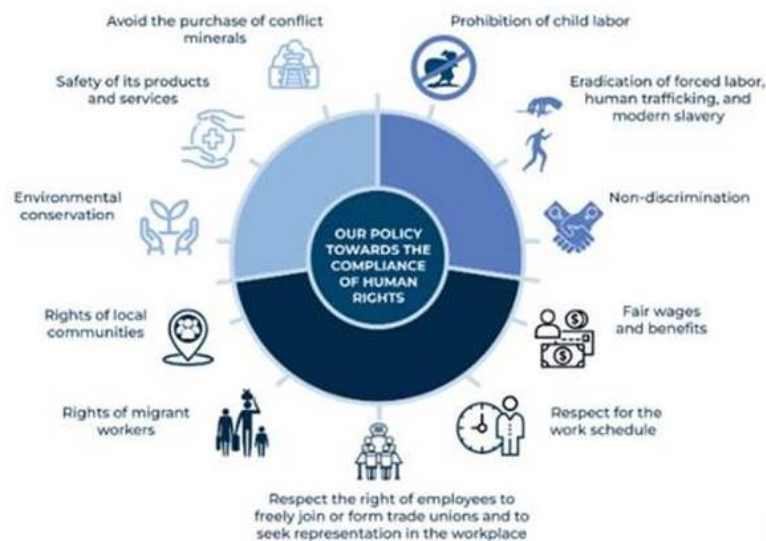 Avoid the purchase of conflict
minerals
Prohibition of child labor
Safety of its products
and services
Eradication of forced labor,
human trafficking, and
modern slavery
Environmental
conservation
Non-discrimination
OUR POLICY
TOWARDS THE
COMPLIANCE
OF HUMAN
RIGHTS
Rights of local
communities
Fair wages
and benefits
Rights of migrant
workers
Respect for the
work schedule
Respect the right of employees to
freely join or form trade unions and to
seek representation in the workplace